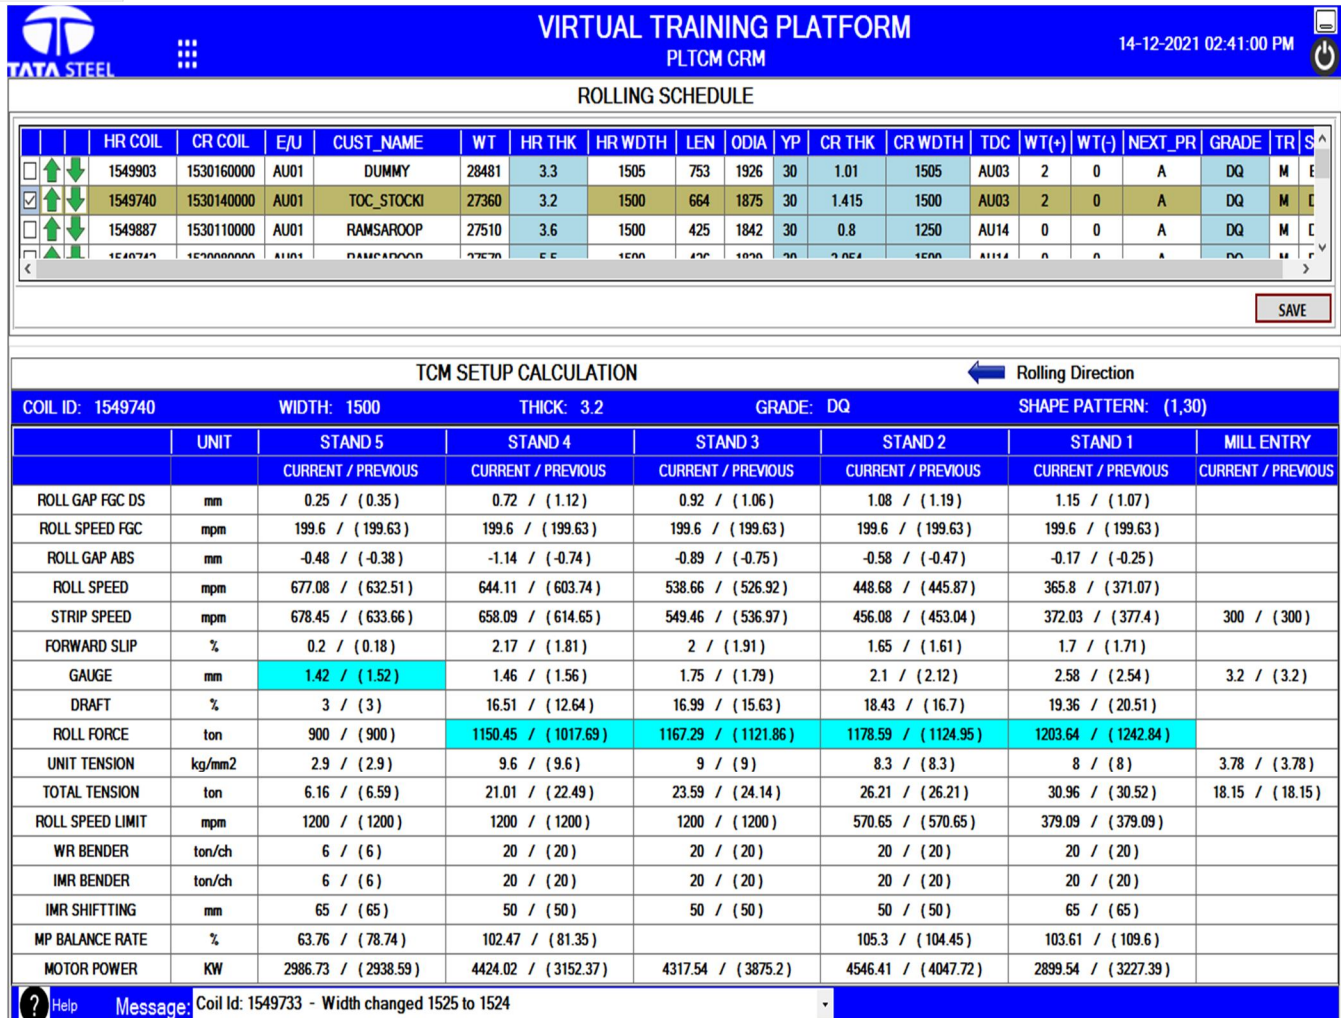 TATA STEEL
VIRTUAL TRAINING PLATFORM
PLTCM CRM
14-12-2021 02:41:00 PM
ROLLING SCHEDULE
HR COIL CR COIL E/U CUST_NAME WT HR THK HR WDTH LEN ODIA YP CR THK CR WDTH TDC WT(+) WT(-) NEXT_PR GRADE TR S
1549903 1530160000 AU01 DUMMY 28481 3.3 1505 753 1926 30 1.01 1505 AU03 2 0 A DQ M
1549740 1530140000 AU01 TOC_STOCKI 27360 3.2 1500 664 1875 30 1.415 1500 AU03 2 0 A DQ M
1549887 1530110000 AU01 RAMSAROOP 27510 3.6 1500 425 1842 30 0.8 1250 AU14 0 0 A DQ M
SAVE
TCM SETUP CALCULATION
Rolling Direction
COIL ID: 1549740 WIDTH: 1500 THICK: 3.2 GRADE: DQ SHAPE PATTERN: (1,30)
UNIT STAND 5 STAND 4 STAND 3 STAND 2 STAND 1 MILL ENTRY
CURRENT / PREVIOUS CURRENT / PREVIOUS CURRENT / PREVIOUS CURRENT / PREVIOUS CURRENT / PREVIOUS CURRENT / PREVIOUS
ROLL GAP FGC DS mm 0.25 / (0.35) 0.72 / (1.12) 0.92 / (1.06) 1.08 / (1.19) 1.15 / (1.07)
ROLL SPEED FGC mpm 199.6 / (199.63) 199.6 / (199.63) 199.6 / (199.63) 199.6 / (199.63) 199.6 / (199.63)
ROLL GAP ABS mm -0.48 / (-0.38) -1.14 / (-0.74) -0.89 / (-0.75) -0.58 / (-0.47) -0.17 / (-0.25)
ROLL SPEED mpm 677.08 / (632.51) 644.11 / (603.74) 538.66 / (526.92) 448.68 / (445.87) 365.8 / (371.07)
STRIP SPEED mpm 678.45 / (633.66) 658.09 / (614.65) 549.46 / (536.97) 456.08 / (453.04) 372.03 / (377.4) 300 / (300)
FORWARD SLIP % 0.2 / (0.18) 2.17 / (1.81) 2 / (1.91) 1.65 / (1.61) 1.7 / (1.71)
GAUGE mm 1.42 / (1.52) 1.46 / (1.56) 1.75 / (1.79) 2.1 / (2.12) 2.58 / (2.54) 3.2 / (3.2)
DRAFT % 3 / (3) 16.51 / (12.64) 16.99 / (15.63) 18.43 / (16.7) 19.36 / (20.51)
ROLL FORCE ton 900 / (900) 1150.45 / (1017.69) 1167.29 / (1121.86) 1178.59 / (1124.95) 1203.64 / (1242.84)
UNIT TENSION kg/mm2 2.9 / (2.9) 9.6 / (9.6) 9 / (9) 8.3 / (8.3) 8 / (8) 3.78 / (3.78)
TOTAL TENSION ton 6.16 / (6.59) 21.01 / (22.49) 23.59 / (24.14) 26.21 / (26.21) 30.96 / (30.52) 18.15 / (18.15)
ROLL SPEED LIMIT mpm 1200 / (1200) 1200 / (1200) 1200 / (1200) 570.65 / (570.65) 379.09 / (379.09)
WR BENDER ton/ch 6 / (6) 20 / (20) 20 / (20) 20 / (20) 20 / (20)
IMR BENDER ton/ch 6 / (6) 20 / (20) 20 / (20) 20 / (20) 20 / (20)
IMR SHIFTTING mm 65 / (65) 50 / (50) 50 / (50) 50 / (50) 65 / (65)
MP BALANCE RATE % 63.76 / (78.74) 102.47 / (81.35) 105.3 / (104.45) 103.61 / (109.6)
MOTOR POWER KW 2986.73 / (2938.59) 4424.02 / (3152.37) 4317.54 / (3875.2) 4546.41 / (4047.72) 2899.54 / (3227.39)
? Help Message: Coil Id: 1549733 - Width changed 1525 to 1524